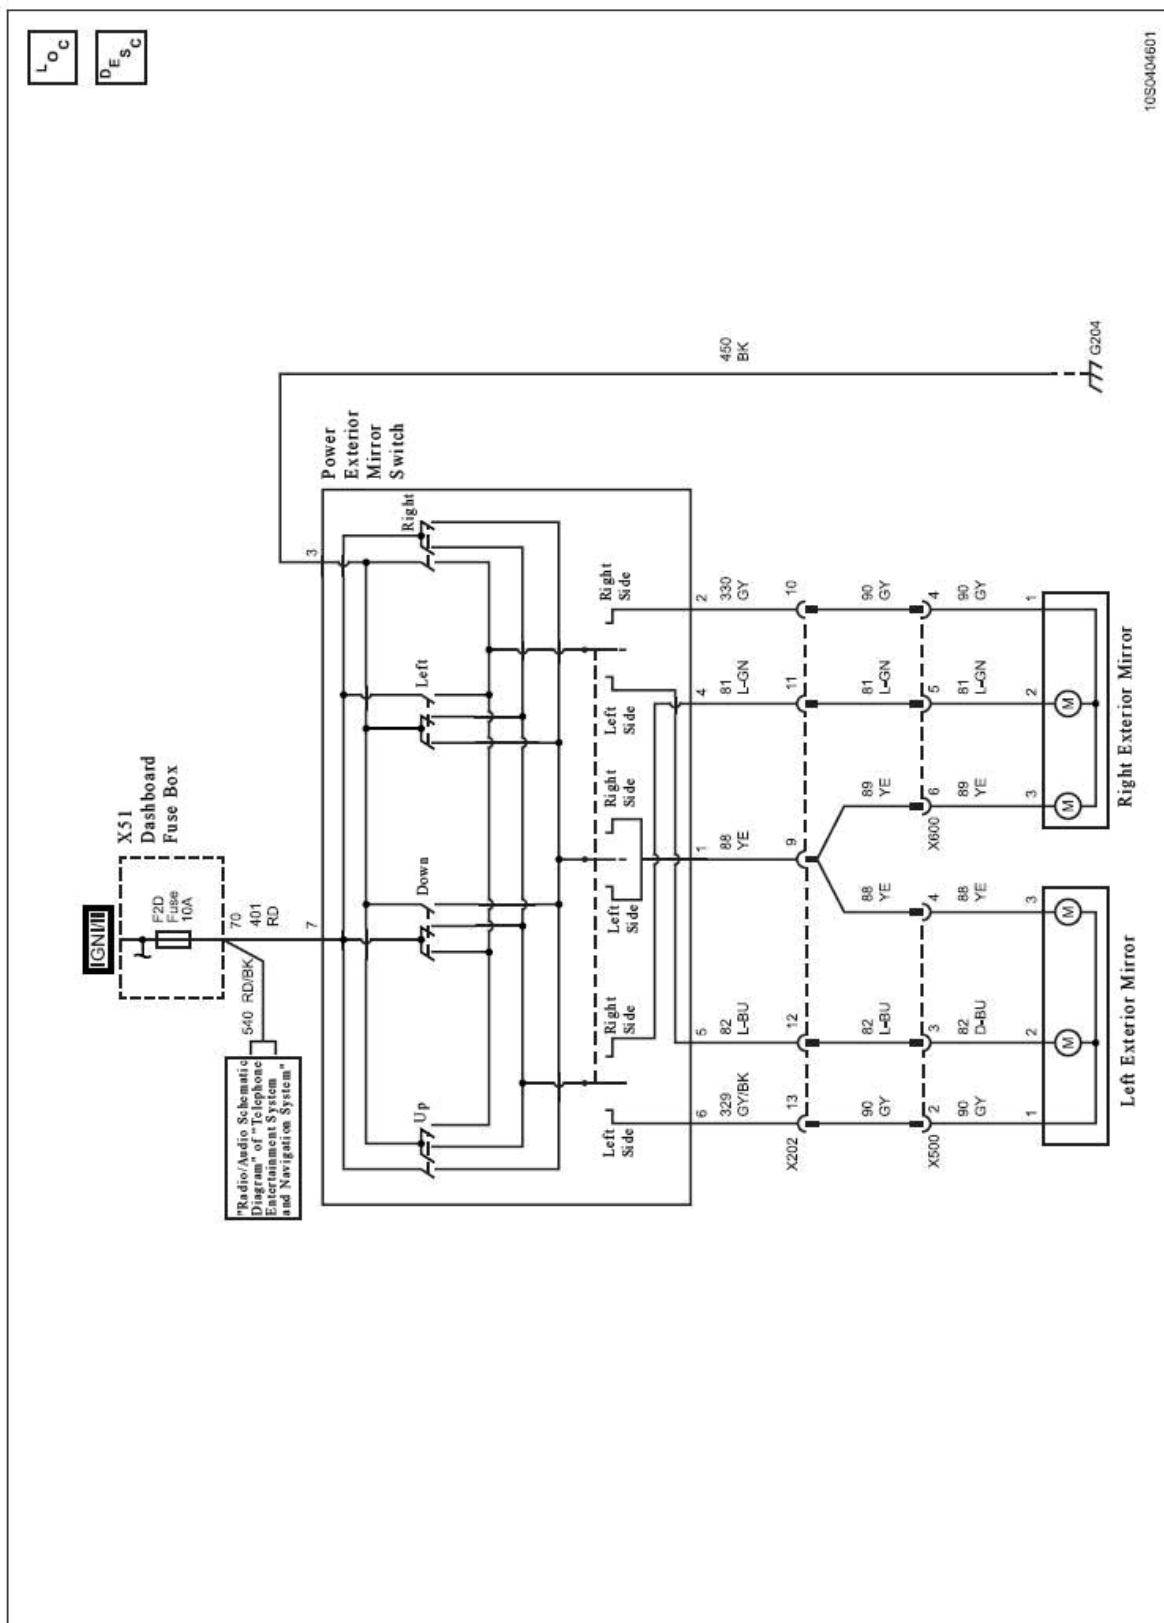 LOC
DESC
IGNI/II
X51
Dashboard
Fuse Box
F2D
Fuse
10A
540 RD/BK
70
401
RD
"Radio/Audio Schematic
Diagram" of "Telephone
Entertainment System
and Navigation System"
7
3
Power
Exterior
Mirror
Switch
Up
Down
Left
Right
Left
Side
Right
Side
Left
Side
Right
Side
Left
Side
Right
Side
6
5
1
4
2
329
GY/BK
82
L-BU
88
YE
81
L-GN
330
GY
450
BK
X202
13
12
9
11
10
90
GY
82
L-BU
88
YE
89
YE
81
L-GN
90
GY
X500
2
3
4
X600
6
5
4
90
GY
82
D-BU
88
YE
89
YE
81
L-GN
90
GY
1
2
3
3
2
1
M
M
M
M
G204
Left Exterior Mirror
Right Exterior Mirror
10S0404601